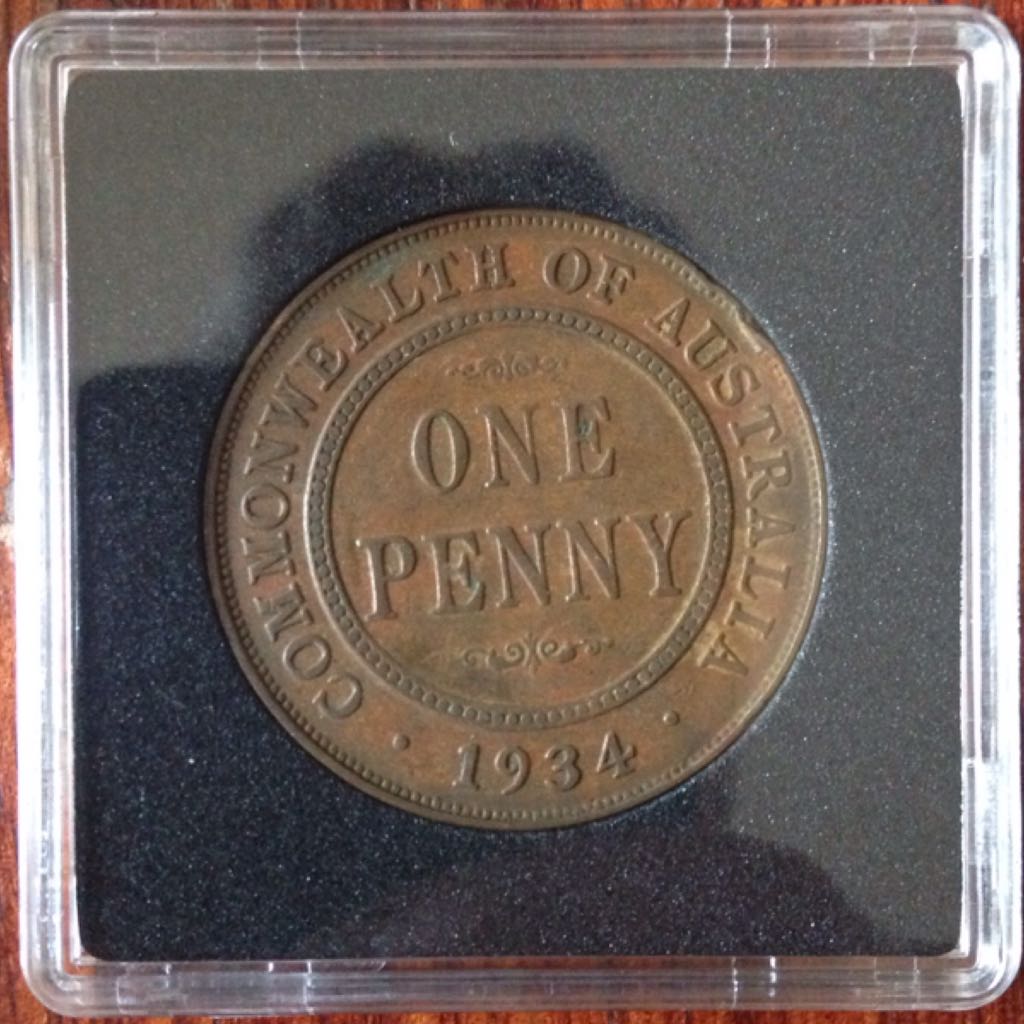 COMMONWEALTH OF AUSTRALIA
ONE
PENNY
· 1934 ·